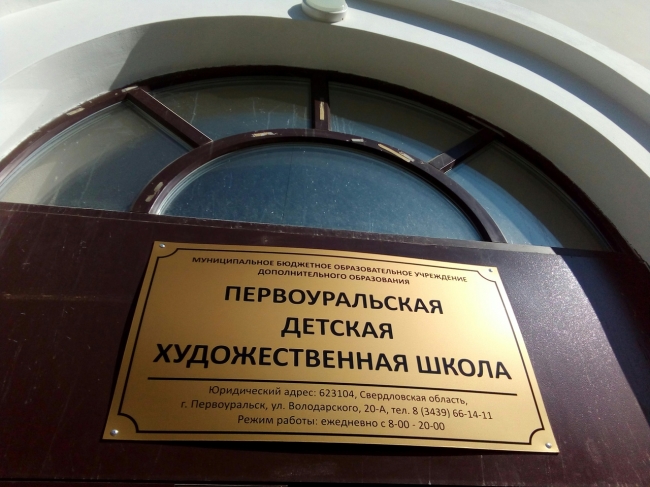 МУНИЦИПАЛЬНОЕ БЮДЖЕТНОЕ ОБРАЗОВАТЕЛЬНОЕ УЧРЕЖДЕНИЕ
ДОПОЛНИТЕЛЬНОГО ОБРАЗОВАНИЯ
ПЕРВОУРАЛЬСКАЯ
ДЕТСКАЯ
ХУДОЖЕСТВЕННАЯ ШКОЛА
Юридический адрес: 623104, Свердловская область,
г. Первоуральск, ул. Володарского, 20-А, тел. 8 (3439) 66-14-11
Режим работы: ежедневно с 8-00 - 20-00